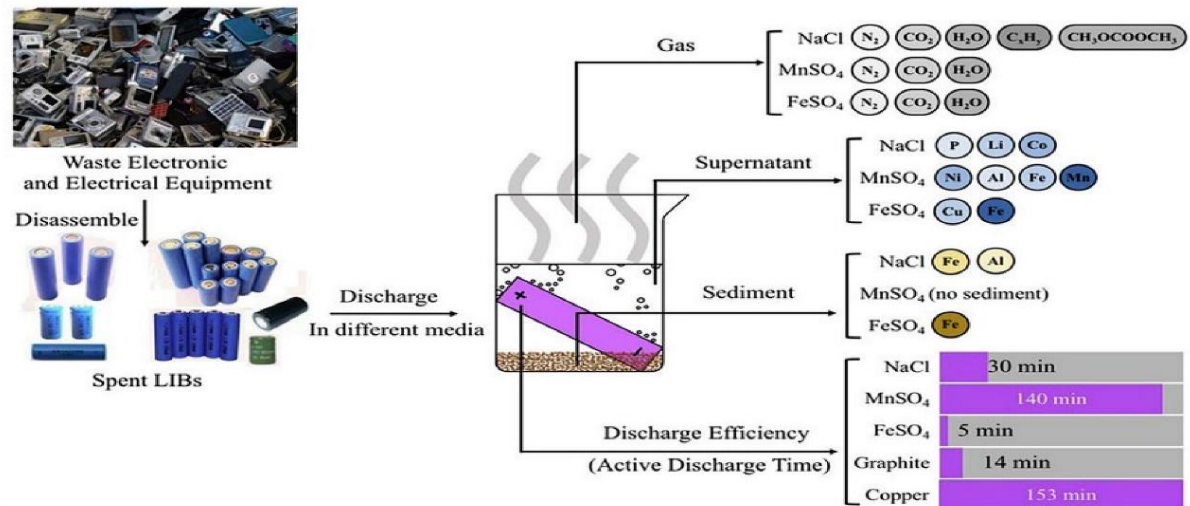 Waste Electronic
and Electrical Equipment
Disassemble
Spent LIBs
Discharge
In different media
+
−
Gas
NaCl N₂ CO₂ H₂O CₓHᵧ CH₃OCOOCH₃
MnSO₄ N₂ CO₂ H₂O
FeSO₄ N₂ CO₂ H₂O
Supernatant
NaCl P Li Co
MnSO₄ Ni Al Fe Mn
FeSO₄ Cu Fe
Sediment
NaCl Fe Al
MnSO₄ (no sediment)
FeSO₄ Fe
Discharge Efficiency
(Active Discharge Time)
NaCl 30 min
MnSO₄ 140 min
FeSO₄ 5 min
Graphite 14 min
Copper 153 min